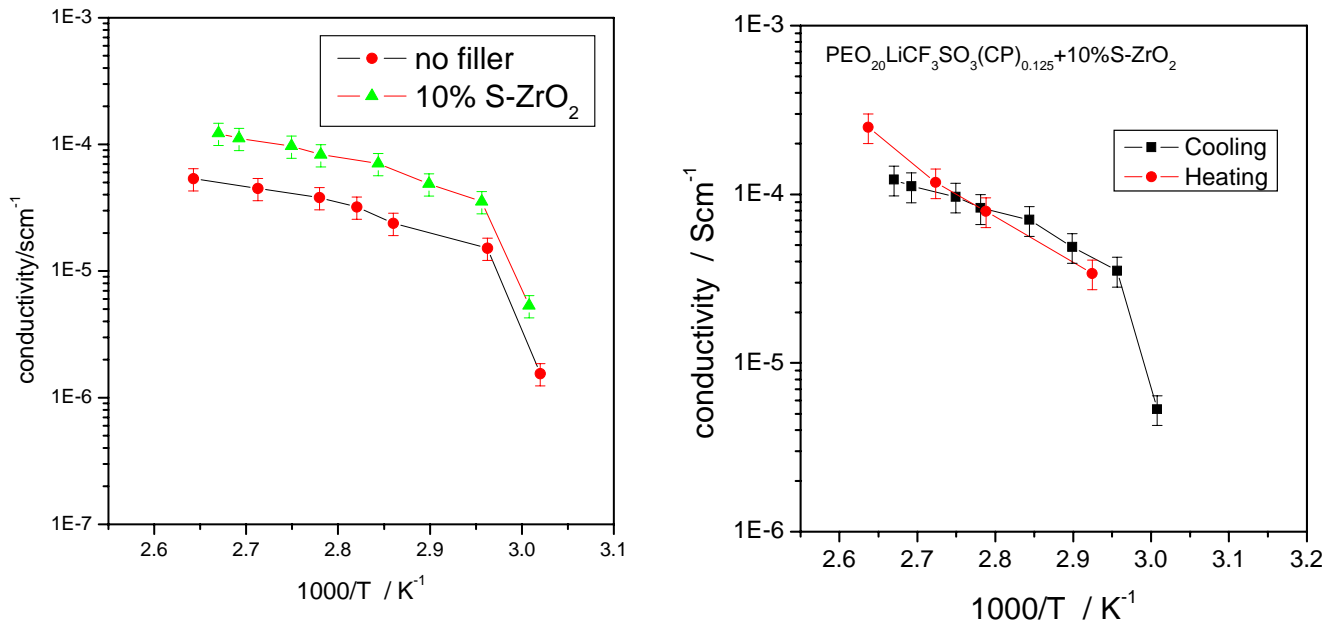 1E-3
1E-4
1E-5
1E-6
1E-7
conductivity/scm-1
no filler
10% S-ZrO2
2.6 2.7 2.8 2.9 3.0 3.1
1000/T / K-1
1E-3
1E-4
1E-5
1E-6
conductivity / Scm-1
PEO20LiCF3SO3(CP)0.125+10%S-ZrO2
Cooling
Heating
2.6 2.7 2.8 2.9 3.0 3.1 3.2
1000/T / K-1